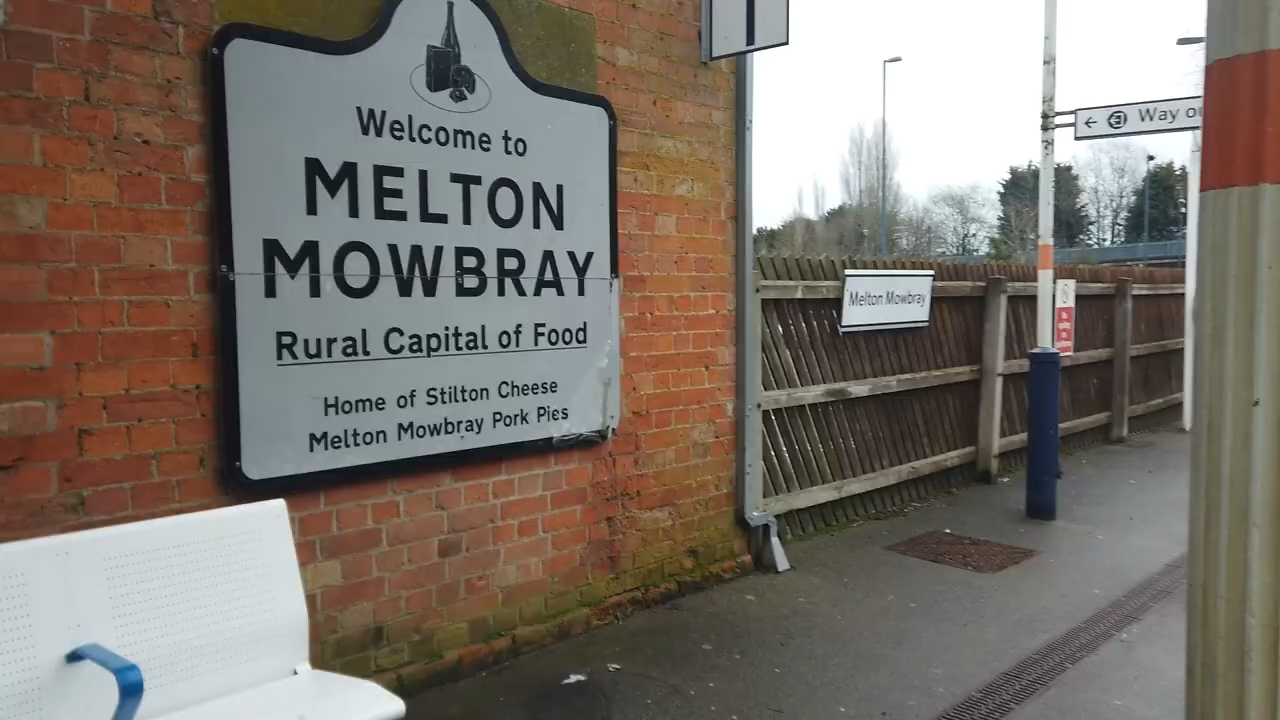 Welcome to
MELTON
MOWBRAY
Rural Capital of Food
Home of Stilton Cheese
Melton Mowbray Pork Pies
Melton Mowbray
← Way ou
No